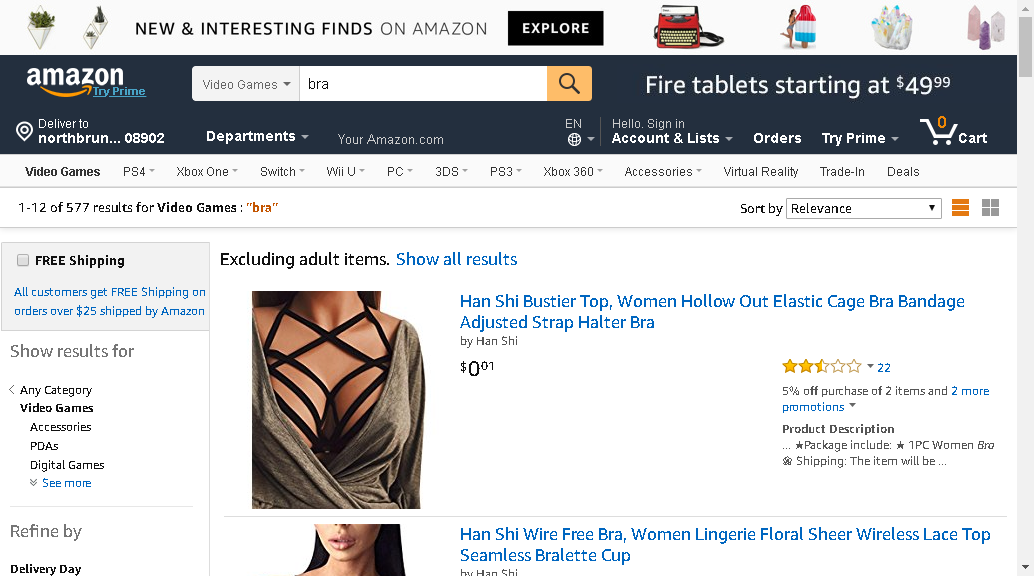 NEW & INTERESTING FINDS ON AMAZON EXPLORE
amazon
Try Prime
Video Games
bra
Fire tablets starting at $49⁹⁹
Deliver to
northbrun... 08902
Departments
Your Amazon.com
EN
Hello. Sign in
Account & Lists
Orders
Try Prime
0
Cart
Video Games PS4 Xbox One Switch Wii U PC 3DS PS3 Xbox 360 Accessories Virtual Reality Trade-In Deals
1-12 of 577 results for Video Games : "bra"
Sort by Relevance
FREE Shipping
All customers get FREE Shipping on
orders over $25 shipped by Amazon
Show results for
Any Category
Video Games
Accessories
PDAs
Digital Games
See more
Refine by
Delivery Day
Excluding adult items. Show all results
Han Shi Bustier Top, Women Hollow Out Elastic Cage Bra Bandage
Adjusted Strap Halter Bra
by Han Shi
$0⁰¹
22
5% off purchase of 2 items and 2 more
promotions
Product Description
... ★Package include: ★ 1PC Women Bra
❀ Shipping: The item will be ...
Han Shi Wire Free Bra, Women Lingerie Floral Sheer Wireless Lace Top
Seamless Bralette Cup
by Han Shi